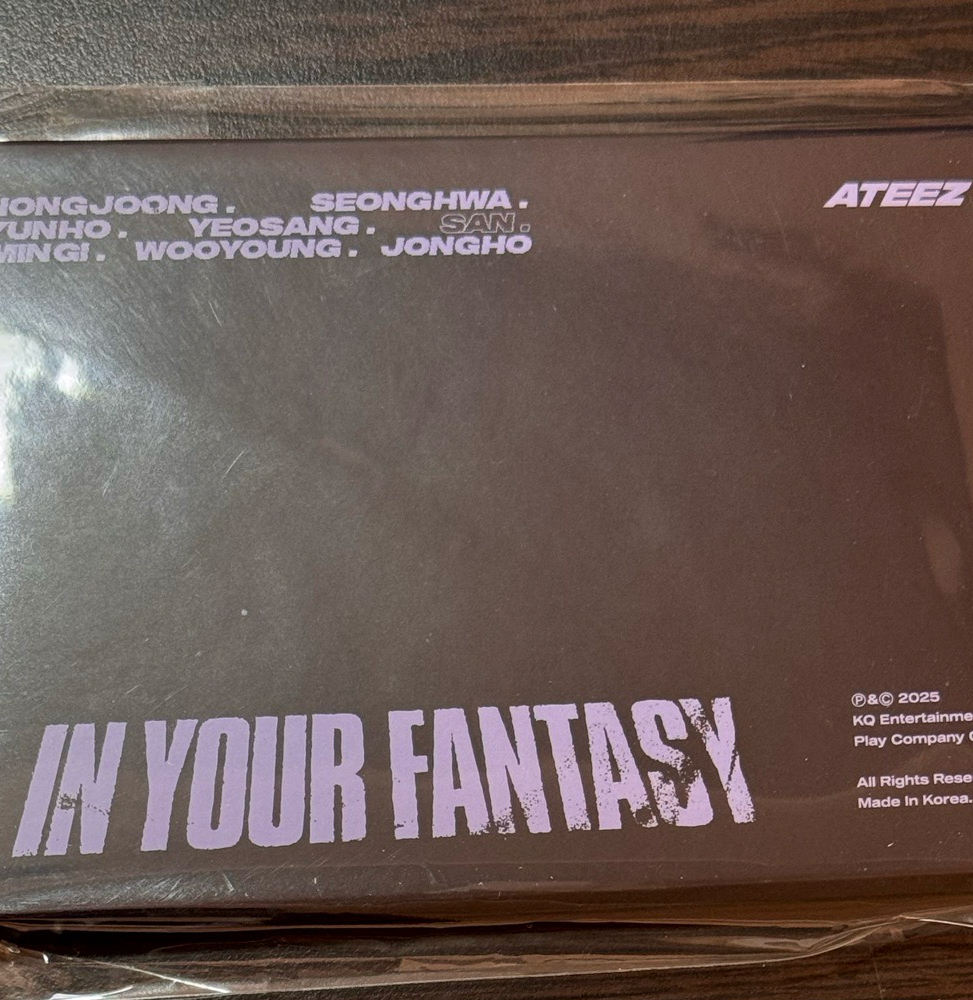 HONGJOONG . SEONGHWA .
YUNHO . YEOSANG . SAN .
MINGI . WOOYOUNG . JONGHO
ATEEZ
IN YOUR FANTASY
℗&© 2025
KQ Entertainme
Play Company
All Rights Rese
Made In Korea.